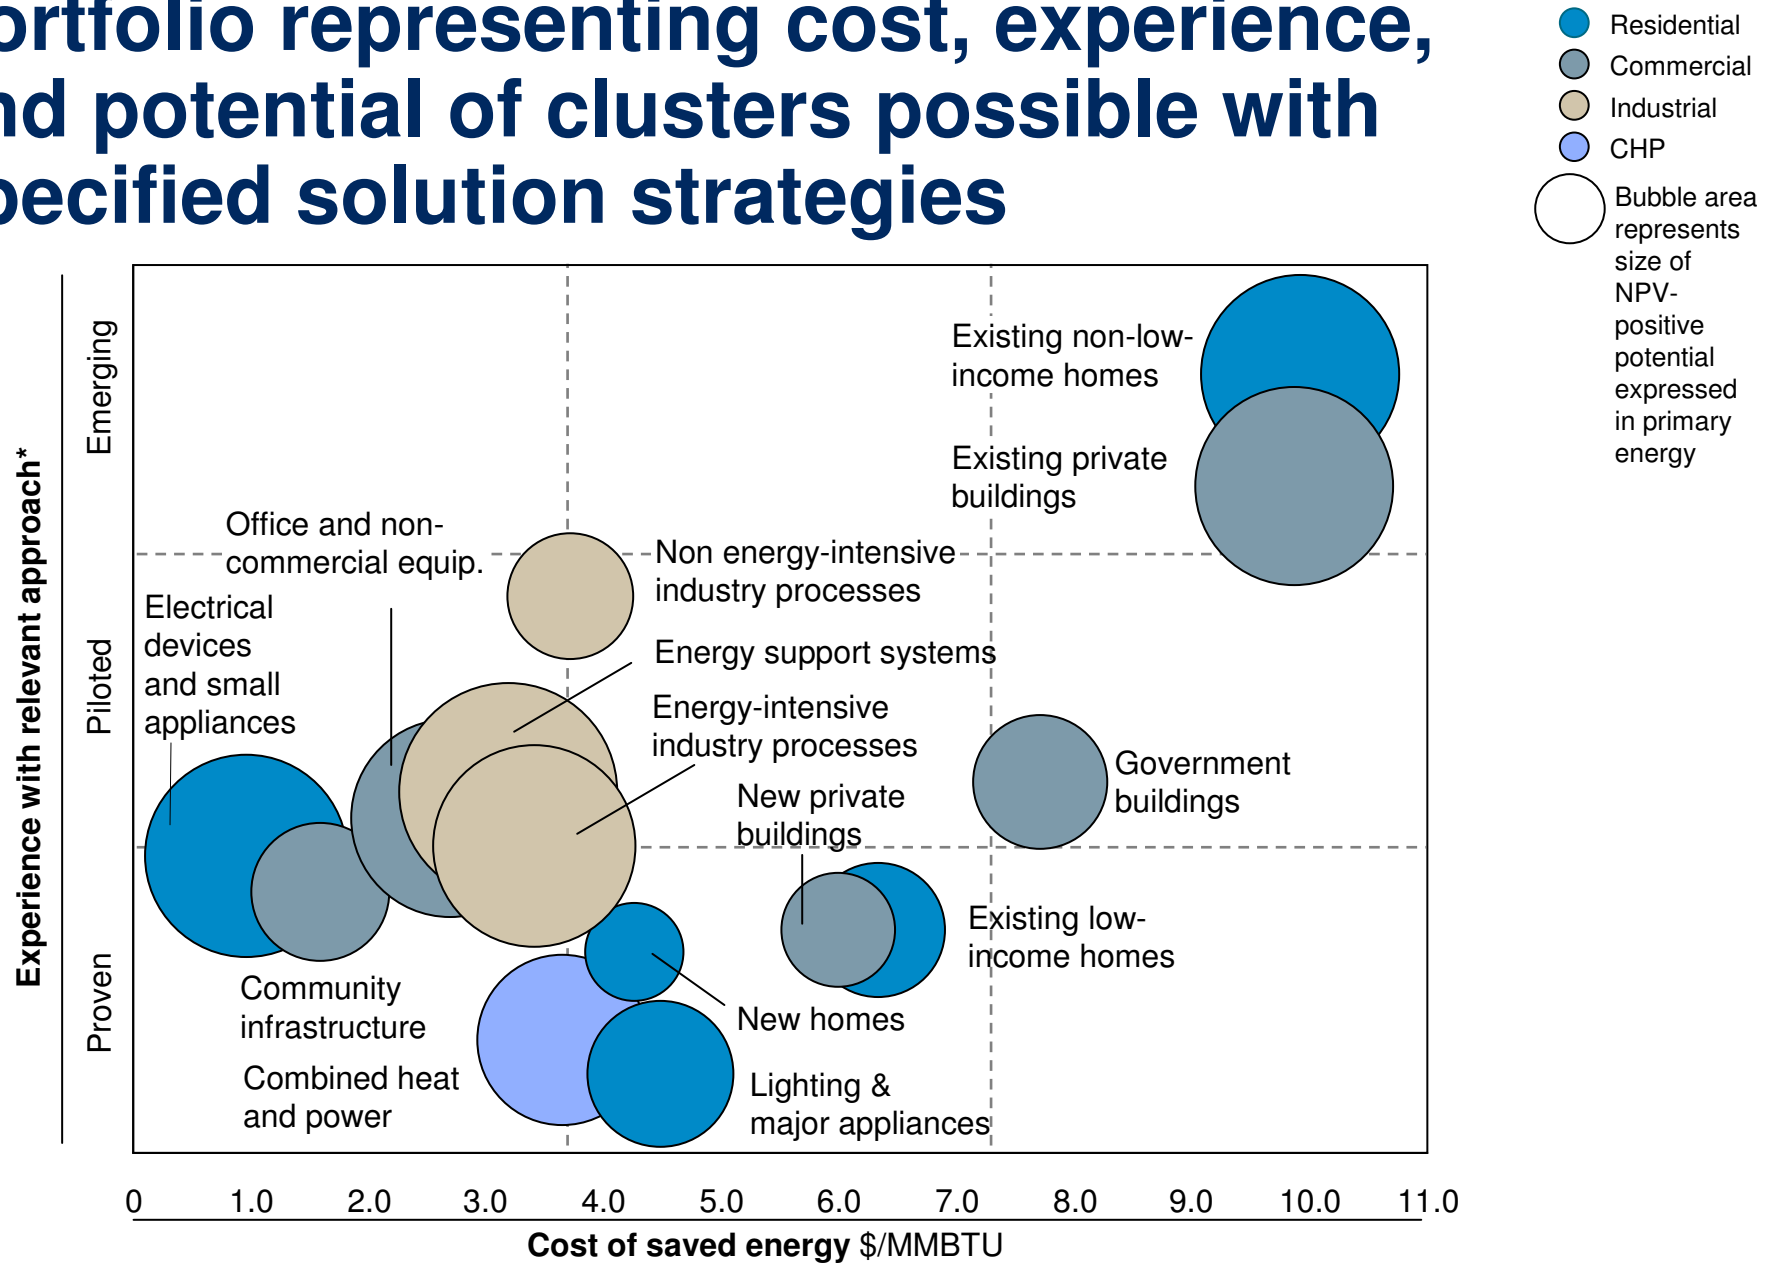 ortfolio representing cost, experience,
nd potential of clusters possible with
pecified solution strategies
Residential
Commercial
Industrial
CHP
Bubble area
represents
size of
NPV-
positive
potential
expressed
in primary
energy
Experience with relevant approach*
Emerging
Piloted
Proven
Existing non-low-
income homes
Existing private
buildings
Office and non-
commercial equip.
Non energy-intensive
industry processes
Electrical
devices
and small
appliances
Energy support systems
Energy-intensive
industry processes
New private
buildings
Government
buildings
Existing low-
income homes
Community
infrastructure
New homes
Combined heat
and power
Lighting &
major appliances
0 1.0 2.0 3.0 4.0 5.0 6.0 7.0 8.0 9.0 10.0 11.0
Cost of saved energy $/MMBTU